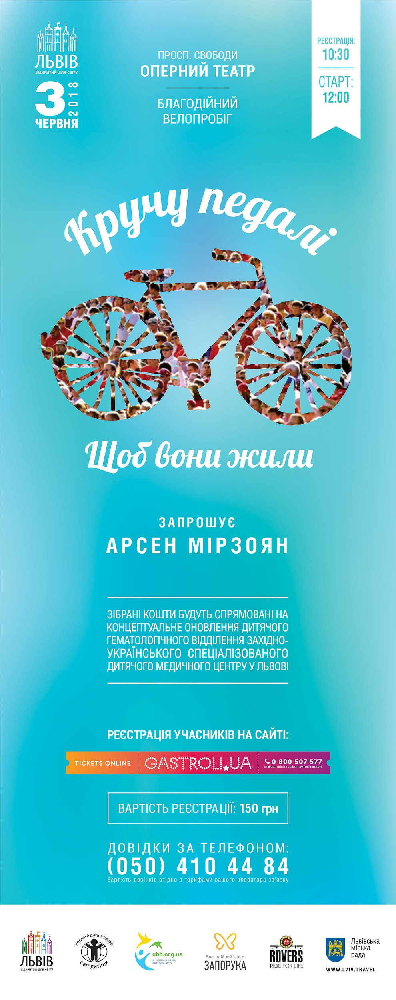 ЛЬВІВ
ВІДКРИТИЙ ДЛЯ СВІТУ
3
2018
ЧЕРВНЯ
ПРОСП. СВОБОДИ
ОПЕРНИЙ ТЕАТР
БЛАГОДІЙНИЙ
ВЕЛОПРОБІГ
РЕЄСТРАЦІЯ:
10:30
СТАРТ:
12:00
Кручу педалі
Щоб вони жили
ЗАПРОШУЄ
АРСЕН МІРЗОЯН
ЗІБРАНІ КОШТИ БУДУТЬ СПРЯМОВАНІ НА
КОНЦЕПТУАЛЬНЕ ОНОВЛЕННЯ ДИТЯЧОГО
ГЕМАТОЛОГІЧНОГО ВІДДІЛЕННЯ ЗАХІДНО-
УКРАЇНСЬКОГО СПЕЦІАЛІЗОВАНОГО
ДИТЯЧОГО МЕДИЧНОГО ЦЕНТРУ У ЛЬВОВІ
РЕЄСТРАЦІЯ УЧАСНИКІВ НА САЙТІ:
TICKETS ONLINE
GASTROLI.UA
0 800 507 577
БЕЗКОШТОВНО З УСІХ ОПЕРАТОРІВ ЗВ'ЯЗКУ
ВАРТІСТЬ РЕЄСТРАЦІЇ: 150 грн
ДОВІДКИ ЗА ТЕЛЕФОНОМ:
(050) 410 44 84
Вартість дзвінків згідно з тарифами вашого оператора зв'язку
ЛЬВІВ
ВІДКРИТИЙ ДЛЯ СВІТУ
ПОДАРУЙ ДИТИНІ НАДІЮ
СВІТ ДИТИНИ
ubb.org.ua
УКРАЇНСЬКА БІРЖА
БЛАГОДІЙНОСТІ
Благодійний фонд
ЗАПОРУКА
ROVERS
RIDE FOR LIFE
Львівська
міська
рада
WWW.LVIV.TRAVEL